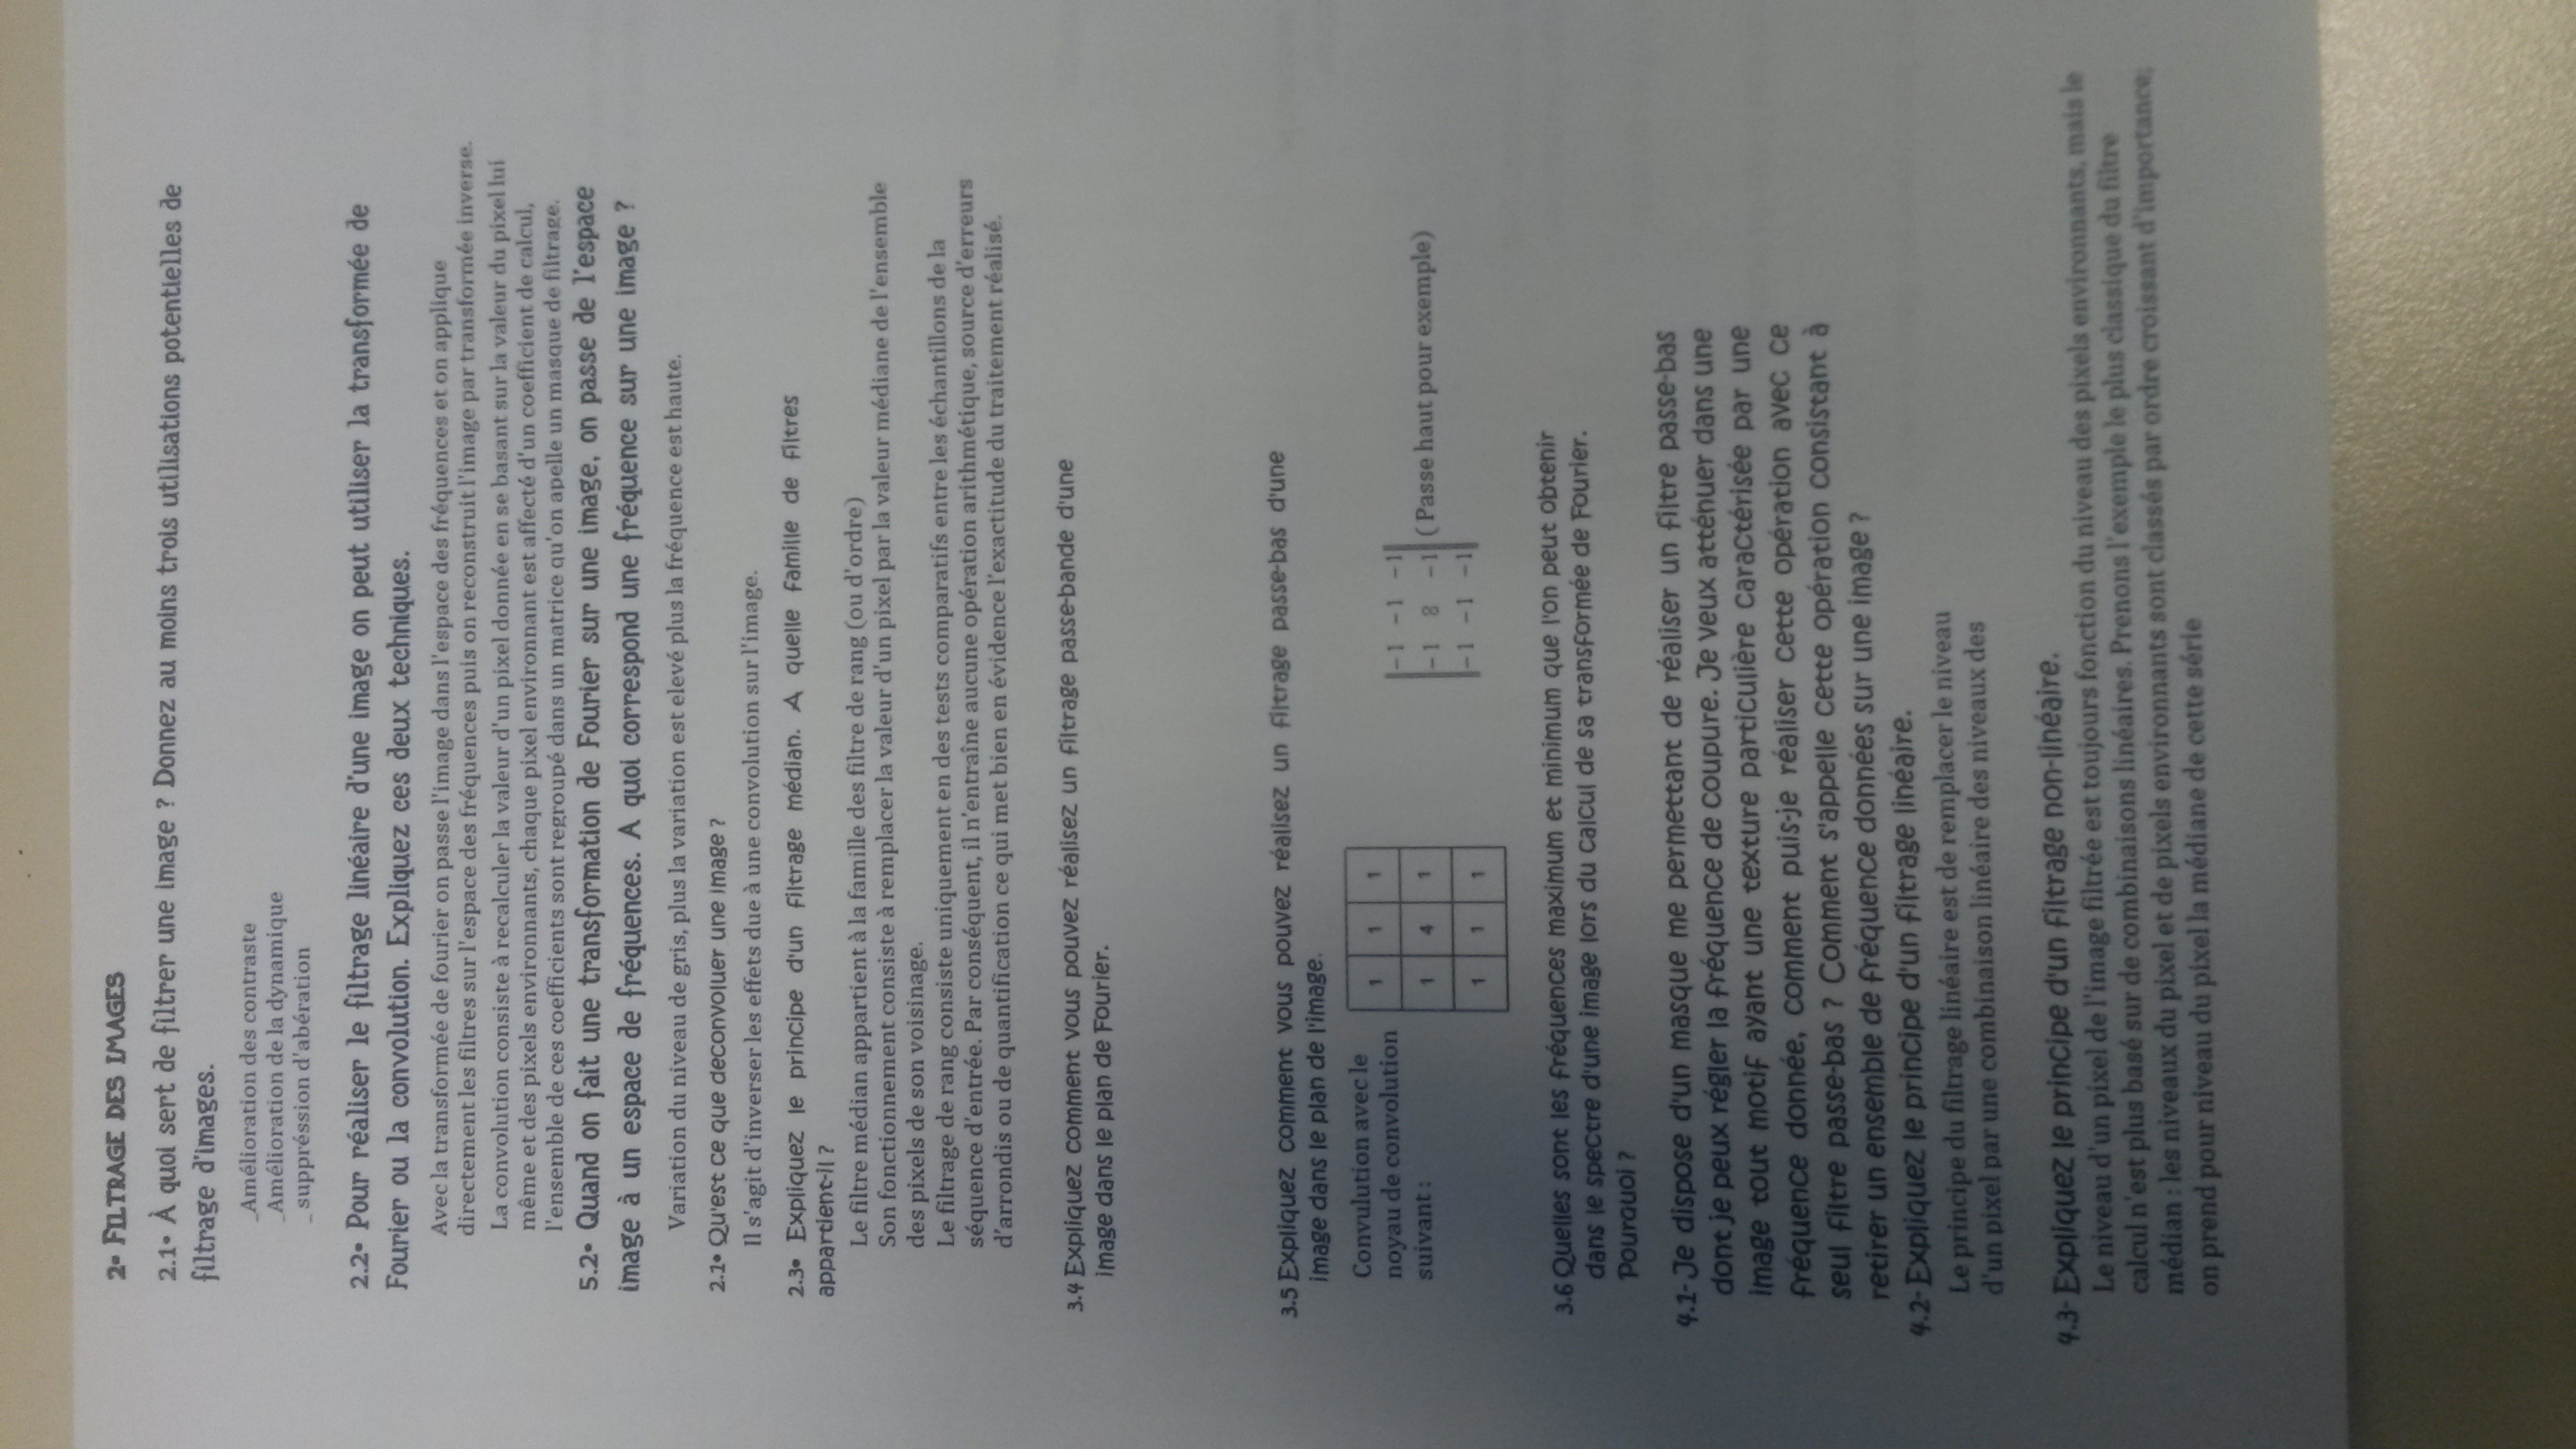 2• FILTRAGE DES IMAGES
2.1• À quoi sert de filtrer une image ? Donnez au moins trois utilisations potentielles de
filtrage d'images.
_Amélioration des contraste
_Amélioration de la dynamique
_ suppréssion d'abération
2.2• Pour réaliser le filtrage linéaire d'une image on peut utiliser la transformée de
Fourier ou la convolution. Expliquez ces deux techniques.
Avec la transformée de fourier on passe l'image dans l'espace des fréquences et on applique
directement les filtres sur l'espace des fréquences puis on reconstruit l'image par transformée inverse.
La convolution consiste à recalculer la valeur d'un pixel donnée en se basant sur la valeur du pixel lui
même et des pixels environnants, chaque pixel environnant est affecté d'un coefficient de calcul,
l'ensemble de ces coefficients sont regroupé dans un matrice qu'on apelle un masque de filtrage.
5.2• Quand on fait une transformation de Fourier sur une image, on passe de l'espace
image à un espace de fréquences. A quoi correspond une fréquence sur une image ?
Variation du niveau de gris, plus la variation est elevé plus la fréquence est haute.
2.1• Qu'est ce que deconvoluer une image ?
Il s'agit d'inverser les effets due à une convolution sur l'image.
2.3• Expliquez le principe d'un filtrage médian. A quelle famille de filtres
appartient-il ?
Le filtre médian appartient à la famille des filtre de rang (ou d'ordre)
Son fonctionnement consiste à remplacer la valeur d'un pixel par la valeur médiane de l'ensemble
des pixels de son voisinage.
Le filtrage de rang consiste uniquement en des tests comparatifs entre les échantillons de la
séquence d'entrée. Par conséquent, il n'entraîne aucune opération arithmétique, source d'erreurs
d'arrondis ou de quantification ce qui met bien en évidence l'exactitude du traitement réalisé.
3.4 Expliquez comment vous pouvez réalisez un filtrage passe-bande d'une
image dans le plan de Fourier.
3.5 Expliquez comment vous pouvez réalisez un filtrage passe-bas d'une
image dans le plan de l'image.
Convulution avec le
noyau de convolution
suivant :
1 1 1
1 4 1
1 1 1
|-1 -1 -1|
|-1 8 -1| ( Passe haut pour exemple)
|-1 -1 -1|
3.6 Quelles sont les fréquences maximum et minimum que l'on peut obtenir
dans le spectre d'une image lors du calcul de sa transformée de Fourier.
Pourquoi ?
4.1- Je dispose d'un masque me permettant de réaliser un filtre passe-bas
dont je peux régler la fréquence de coupure. Je veux atténuer dans une
image tout motif ayant une texture particulière caractérisée par une
fréquence donnée, comment puis-je réaliser cette opération avec ce
seul filtre passe-bas ? Comment s'appelle cette opération consistant à
retirer un ensemble de fréquence données sur une image ?
4.2- Expliquez le principe d'un filtrage linéaire.
Le principe du filtrage linéaire est de remplacer le niveau
d'un pixel par une combinaison linéaire des niveaux des
4.3- Expliquez le principe d'un filtrage non-linéaire.
Le niveau d'un pixel de l'image filtrée est toujours fonction du niveau des pixels environnants, mais le
calcul n'est plus basé sur de combinaisons linéaires. Prenons l'exemple le plus classique du filtre
médian : les niveaux du pixel et de pixels environnants sont classés par ordre croissant d'importance;
on prend pour niveau du pixel la médiane de cette série